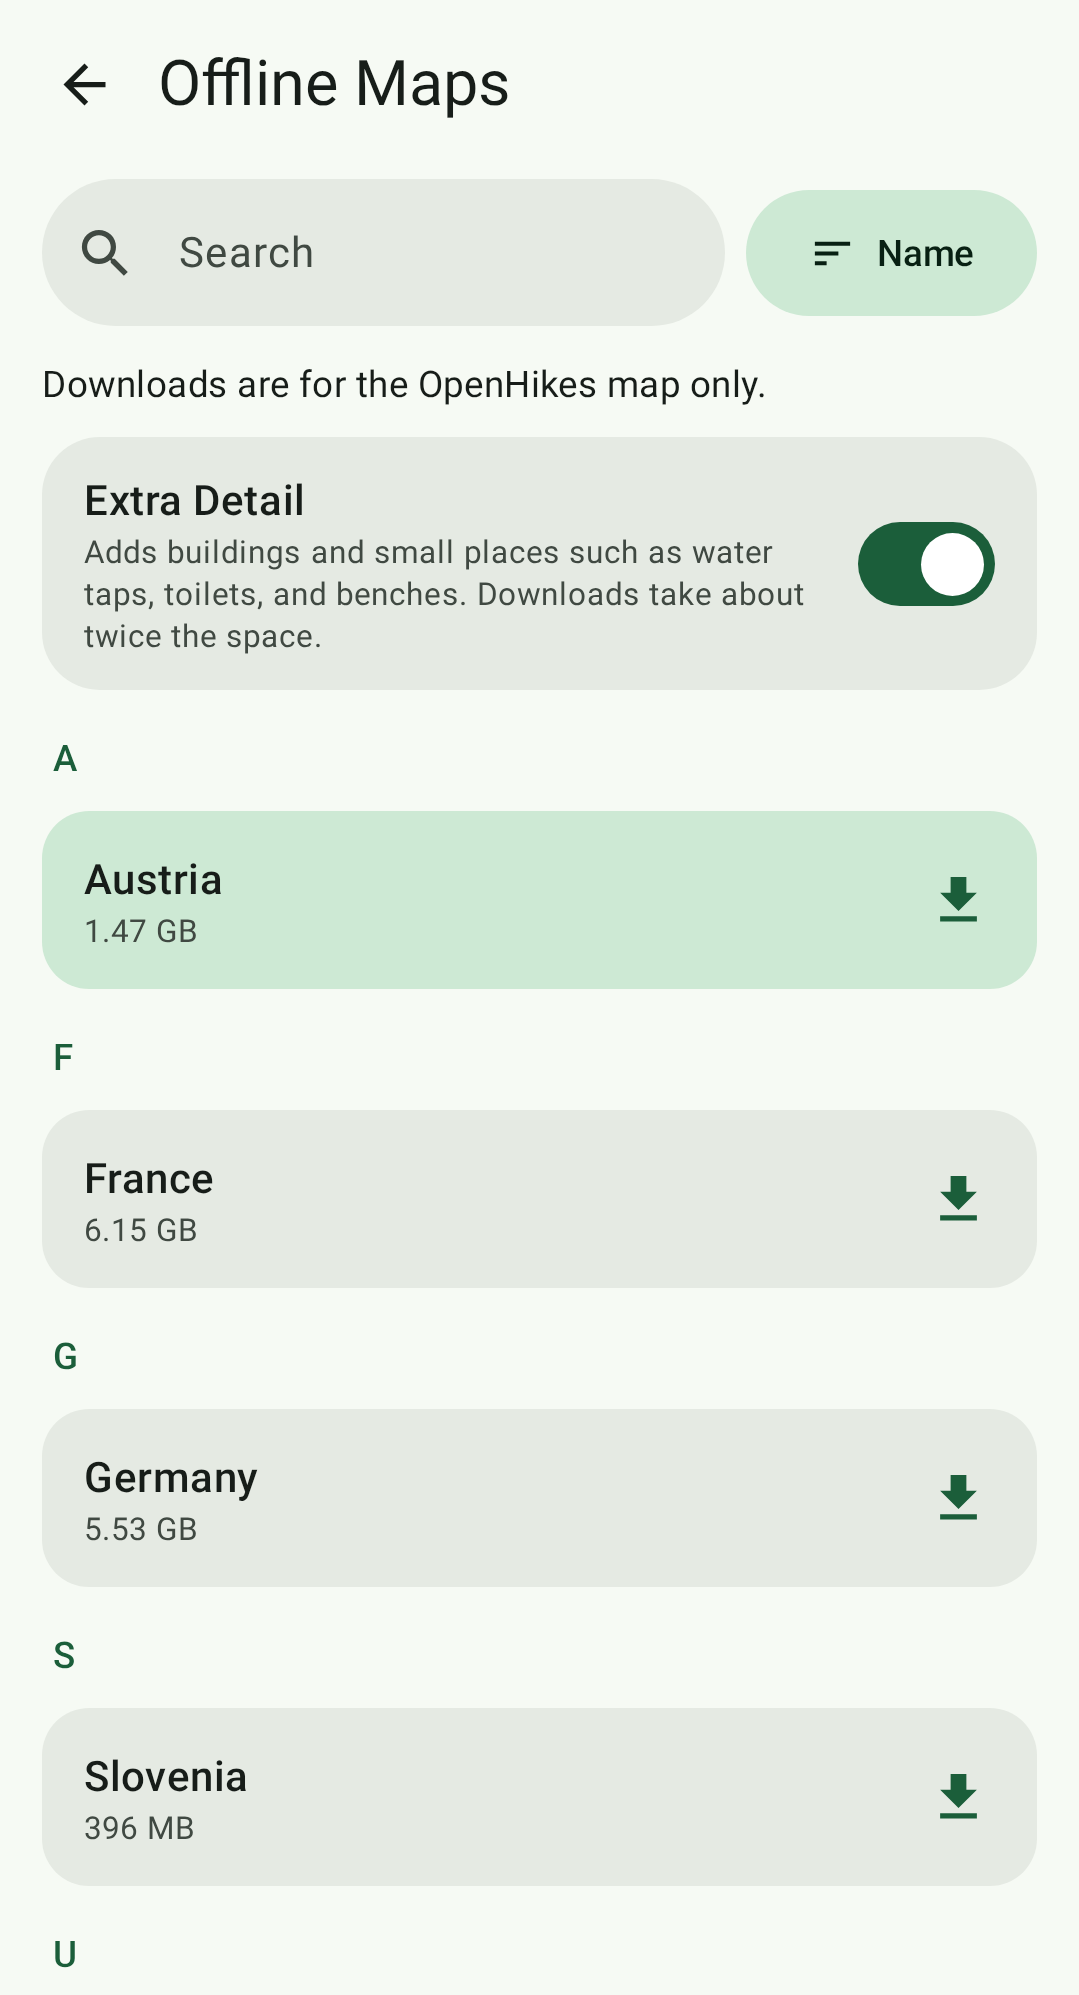 Offline Maps
Search
Name
Downloads are for the OpenHikes map only.
Extra Detail
Adds buildings and small places such as water
taps, toilets, and benches. Downloads take about
twice the space.
A
Austria
1.47 GB
F
France
6.15 GB
G
Germany
5.53 GB
S
Slovenia
396 MB
U